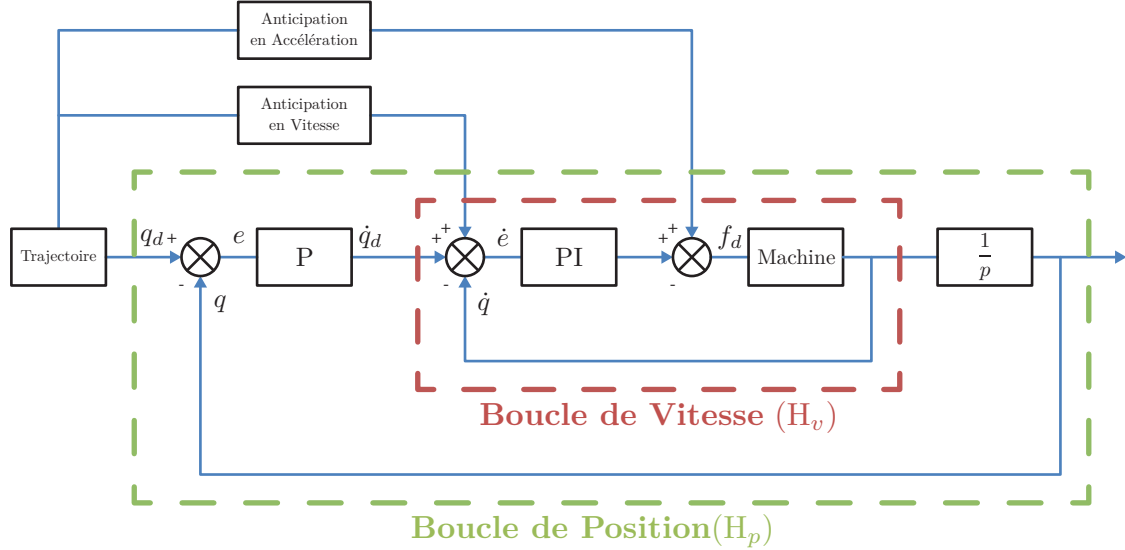 Anticipation
en Accélération
Anticipation
en Vitesse
Trajectoire
q_d +
-
q
e
P
q̇_d
+
+
-
q̇
ė
PI
+
+
-
f_d
Machine
1
p
Boucle de Vitesse (H_v)
Boucle de Position(H_p)